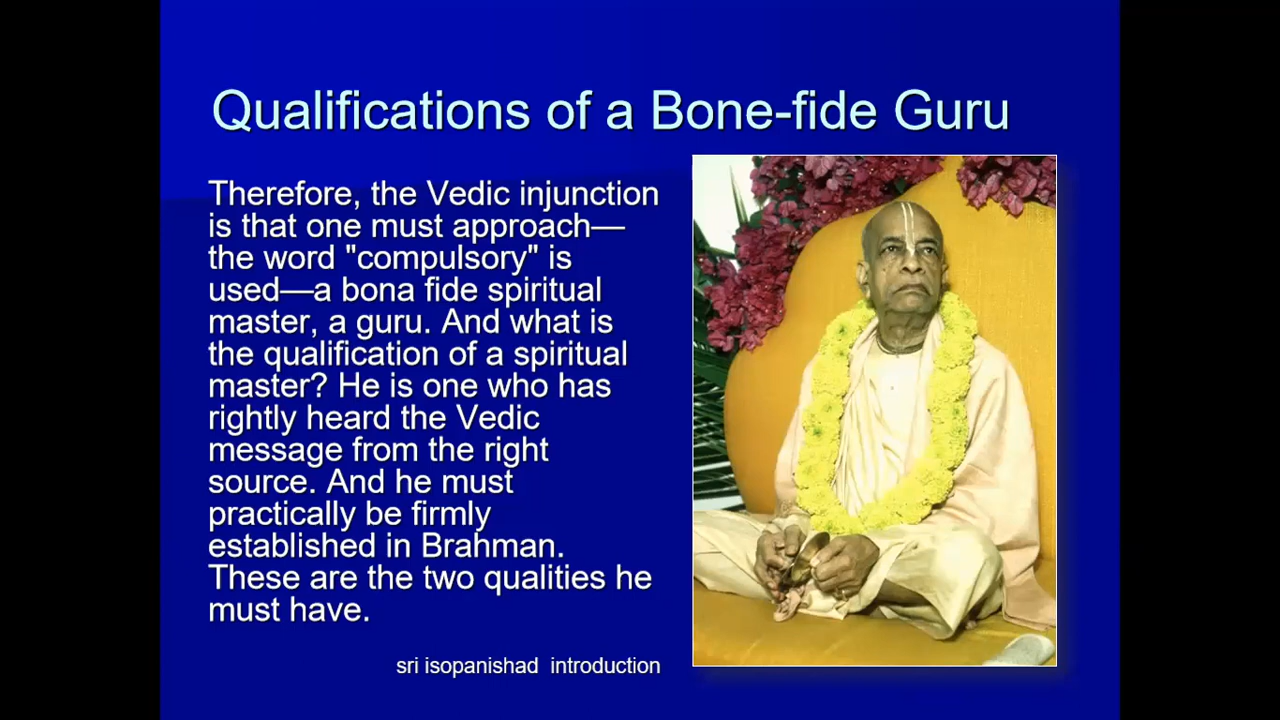 Qualifications of a Bone-fide Guru
Therefore, the Vedic injunction
is that one must approach—
the word "compulsory" is
used—a bona fide spiritual
master, a guru. And what is
the qualification of a spiritual
master? He is one who has
rightly heard the Vedic
message from the right
source. And he must
practically be firmly
established in Brahman.
These are the two qualities he
must have.
sri isopanishad  introduction